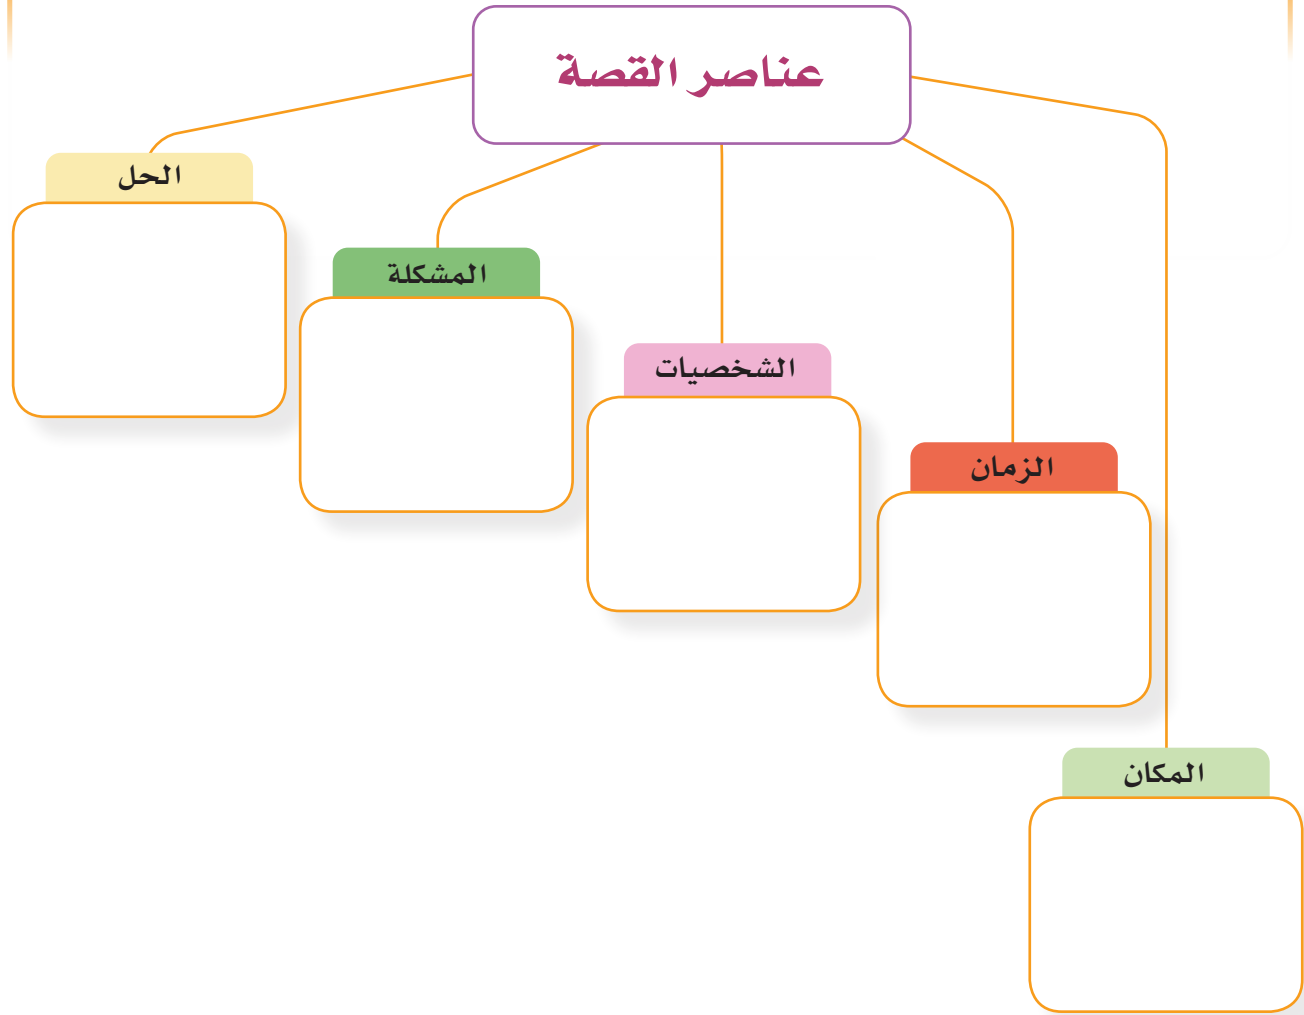 عناصر القصة
الحل
المشكلة
الشخصيات
الزمان
المكان